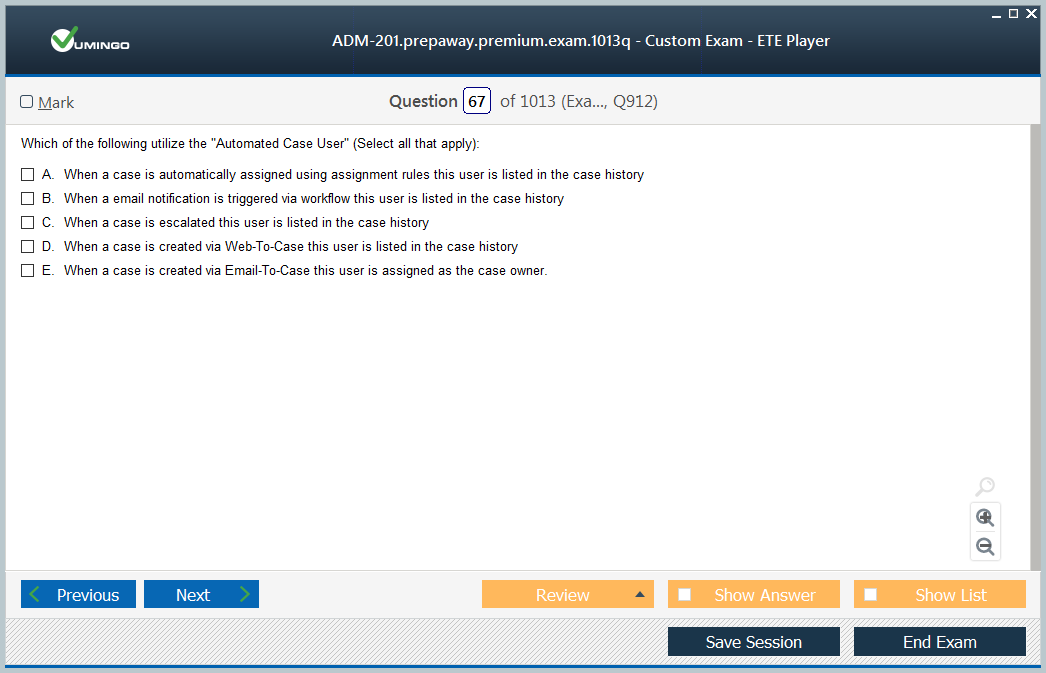 UMINGO
ADM-201.prepaway.premium.exam.1013q - Custom Exam - ETE Player
Mark
Question 67 of 1013 (Exa..., Q912)
Which of the following utilize the "Automated Case User" (Select all that apply):
A. When a case is automatically assigned using assignment rules this user is listed in the case history
B. When a email notification is triggered via workflow this user is listed in the case history
C. When a case is escalated this user is listed in the case history
D. When a case is created via Web-To-Case this user is listed in the case history
E. When a case is created via Email-To-Case this user is assigned as the case owner.
Previous Next Review Show Answer Show List
Save Session End Exam